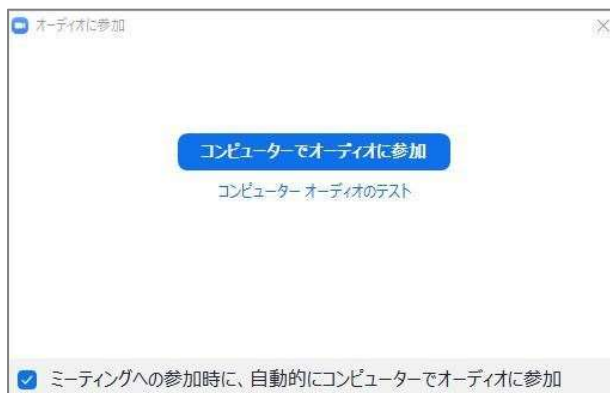 オーディオに参加
コンピューターでオーディオに参加
コンピューター オーディオのテスト
ミーティングへの参加時に、自動的にコンピューターでオーディオに参加